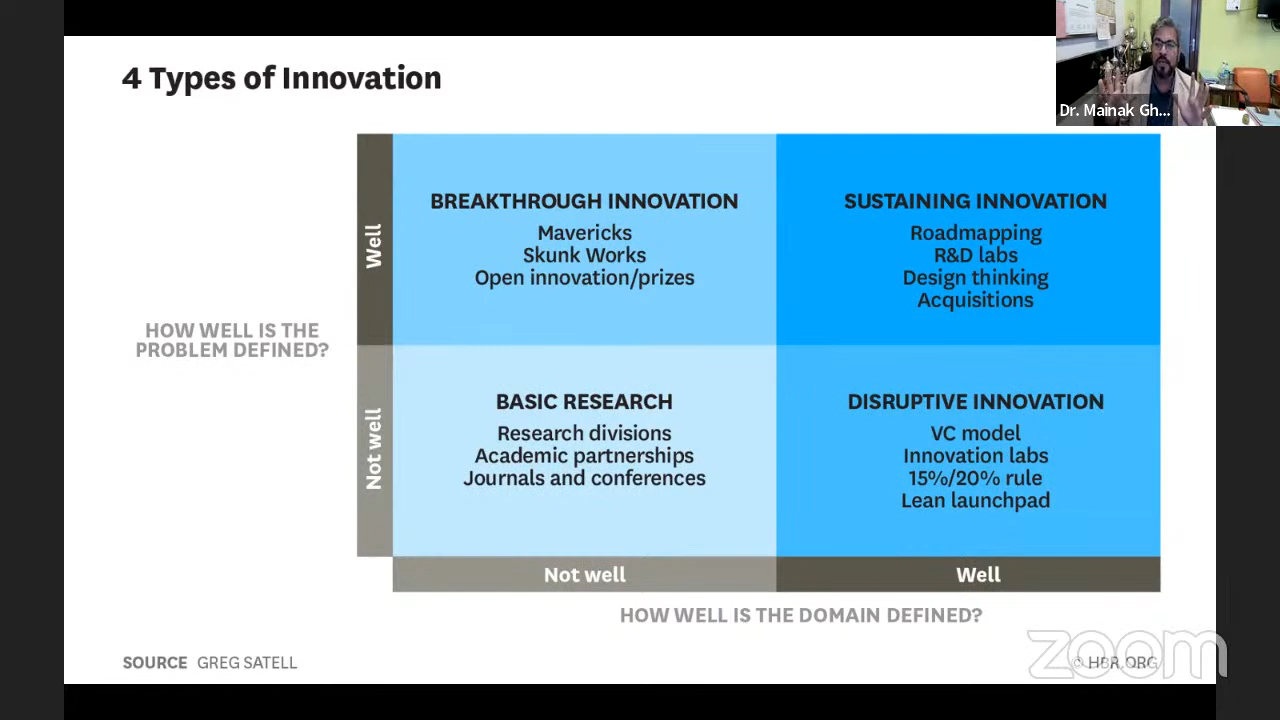 4 Types of Innovation
Dr. Mainak Gh...
HOW WELL IS THE
PROBLEM DEFINED?
Well
Not well
BREAKTHROUGH INNOVATION
Mavericks
Skunk Works
Open innovation/prizes
SUSTAINING INNOVATION
Roadmapping
R&D labs
Design thinking
Acquisitions
BASIC RESEARCH
Research divisions
Academic partnerships
Journals and conferences
DISRUPTIVE INNOVATION
VC model
Innovation labs
15%/20% rule
Lean launchpad
Not well
Well
HOW WELL IS THE DOMAIN DEFINED?
SOURCE GREG SATELL
© HBR.ORG
zoom